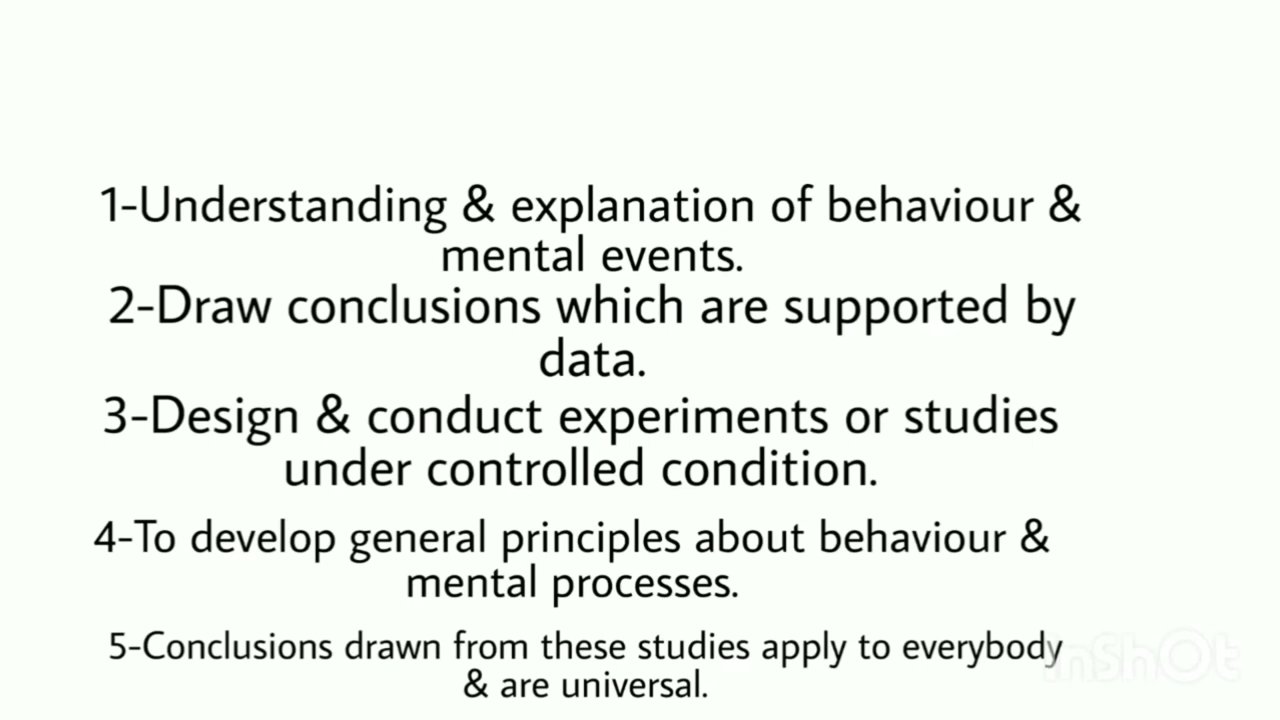 1-Understanding & explanation of behaviour &
mental events.
2-Draw conclusions which are supported by
data.
3-Design & conduct experiments or studies
under controlled condition.
4-To develop general principles about behaviour &
mental processes.
5-Conclusions drawn from these studies apply to everybody
& are universal.
InShOt